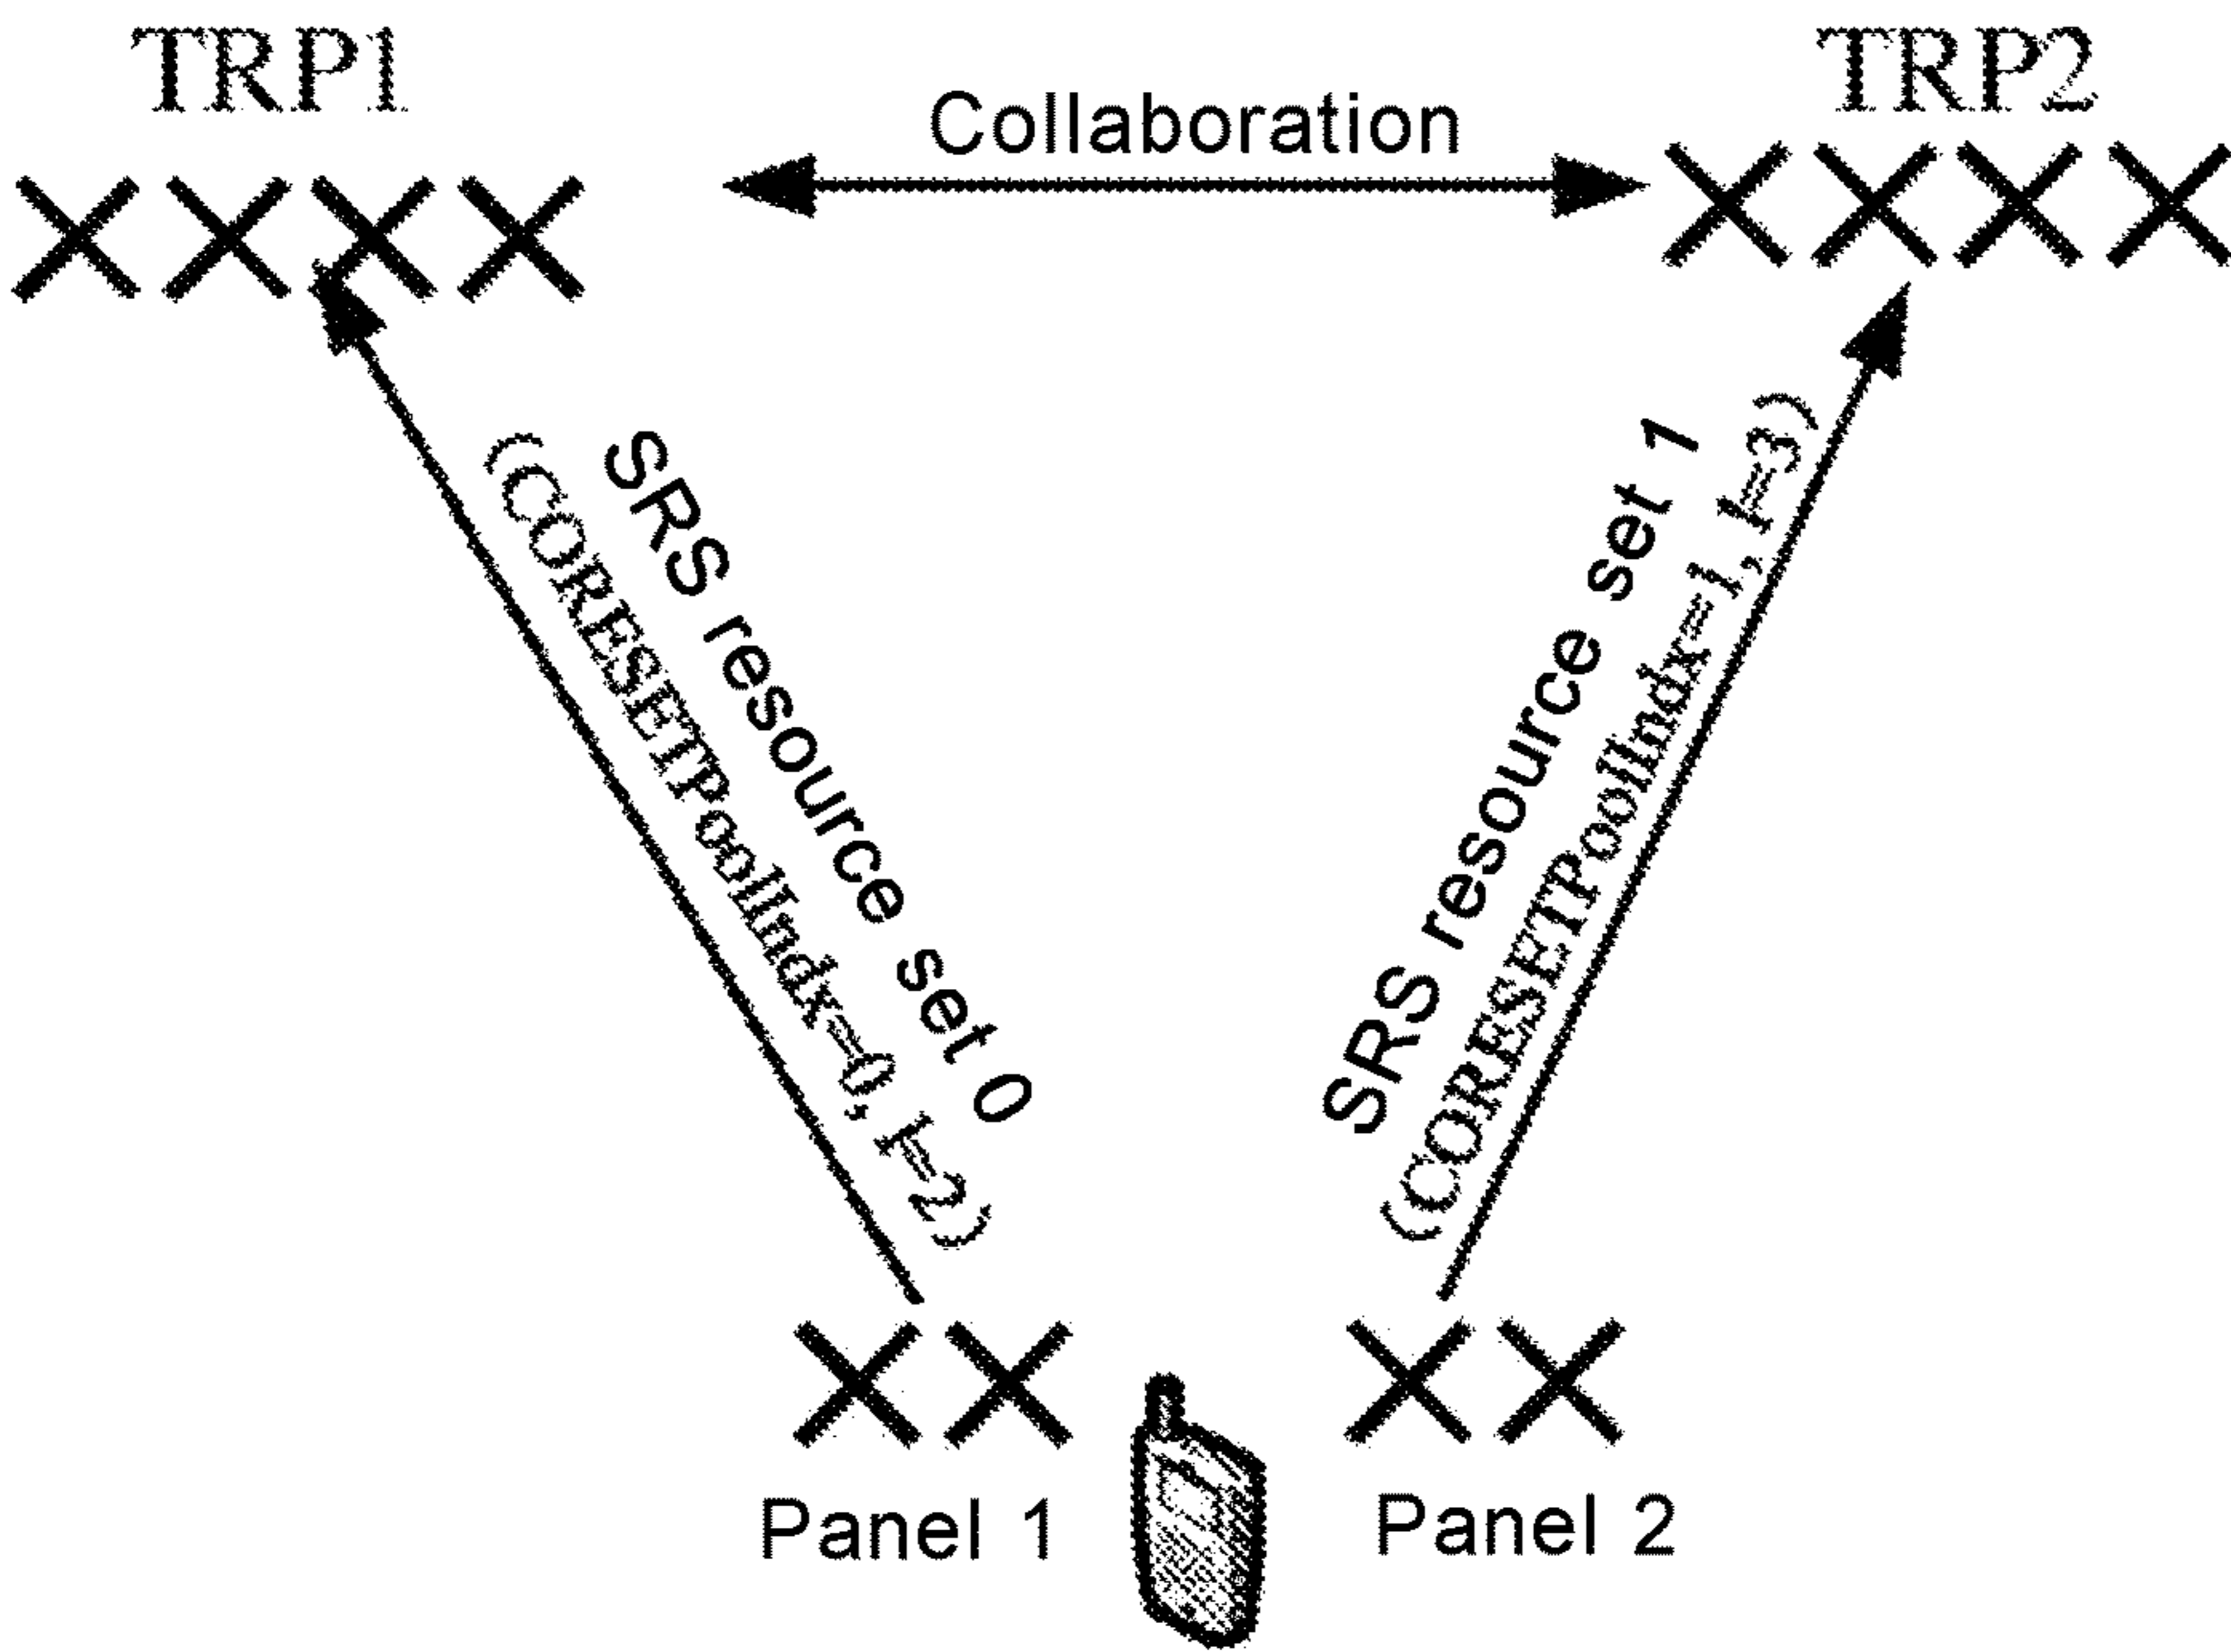 TRP1
Collaboration
TRP2
SRS resource set 0
(CORESETPoolIndx=0, l=2)
SRS resource set 1
(CORESETPoolIndx=1, l=3)
Panel 1
Panel 2